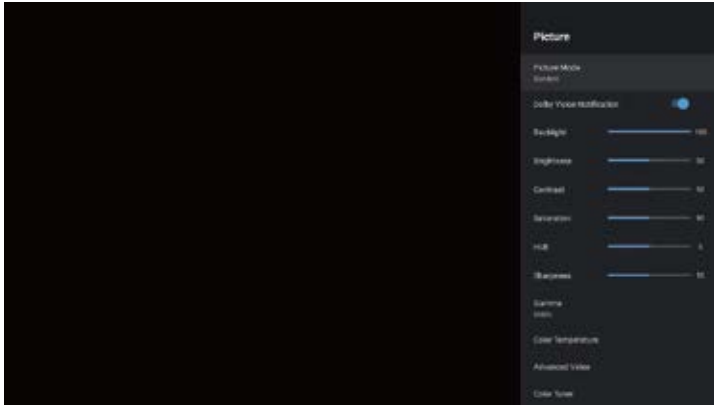 Picture
Picture Mode
Standard
Dolby Vision Notification
Backlight 100
Brightness 50
Contrast 50
Saturation 50
HUE 0
Sharpness 50
Gamma
Color Temperature
Advanced Video
Color Tuner